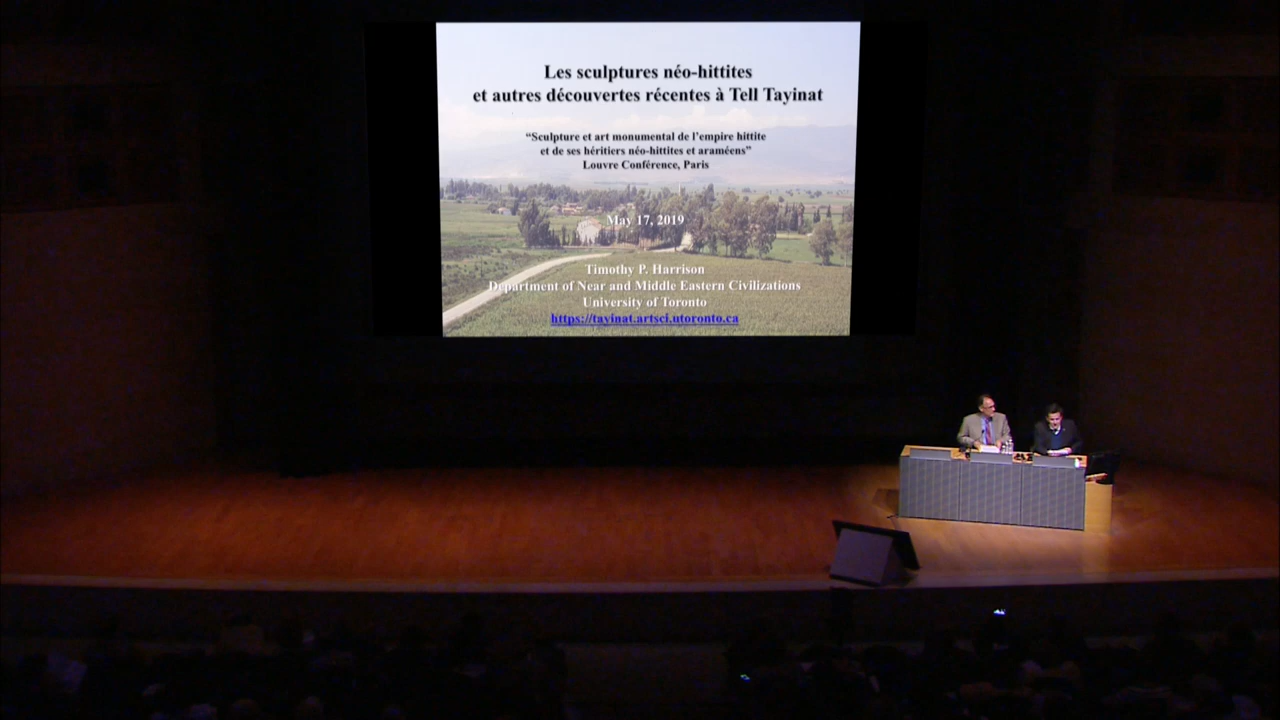 Les sculptures néo-hittites
et autres découvertes récentes à Tell Tayinat
“Sculpture et art monumental de l’empire hittite
et de ses héritiers néo-hittites et araméens”
Louvre Conférence, Paris
May 17, 2019
Timothy P. Harrison
Department of Near and Middle Eastern Civilizations
University of Toronto
https://tayinat.artsci.utoronto.ca